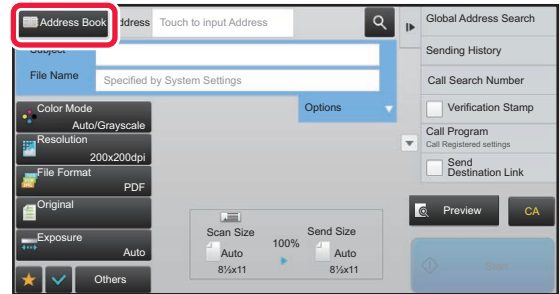 Address Book
ddress
Touch to input Address
Global Address Search
Subject
Sending History
File Name
Specified by System Settings
Call Search Number
Options
Verification Stamp
Color Mode
Auto/Grayscale
Call Program
Call Registered settings
Resolution
200x200dpi
Send
Destination Link
File Format
PDF
Original
Preview
CA
Scan Size
Send Size
100%
Exposure
Auto
Auto
Auto
8½x11
8½x11
Start
Others